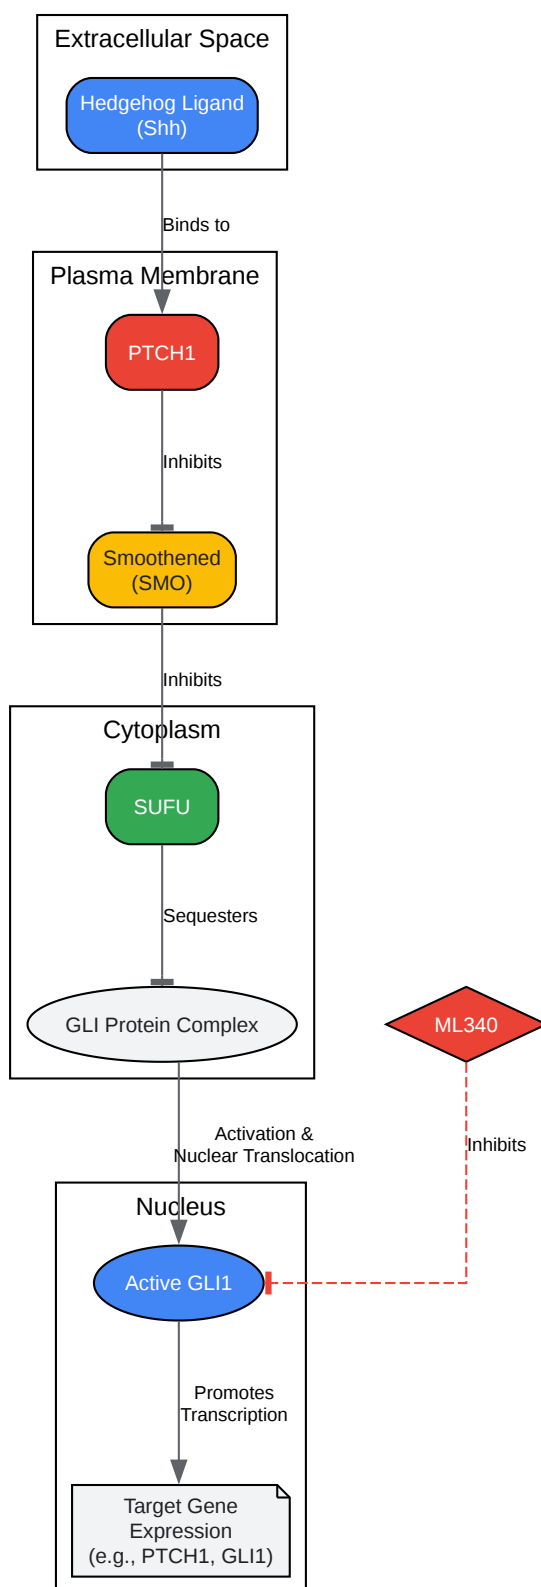 Extracellular Space
Hedgehog Ligand
(Shh)
Binds to
Plasma Membrane
PTCH1
Inhibits
Smoothened
(SMO)
Inhibits
Cytoplasm
SUFU
Sequesters
GLI Protein Complex
ML340
Activation &
Nuclear Translocation
Inhibits
Nucleus
Active GLI1
Promotes
Transcription
Target Gene
Expression
(e.g., PTCH1, GLI1)